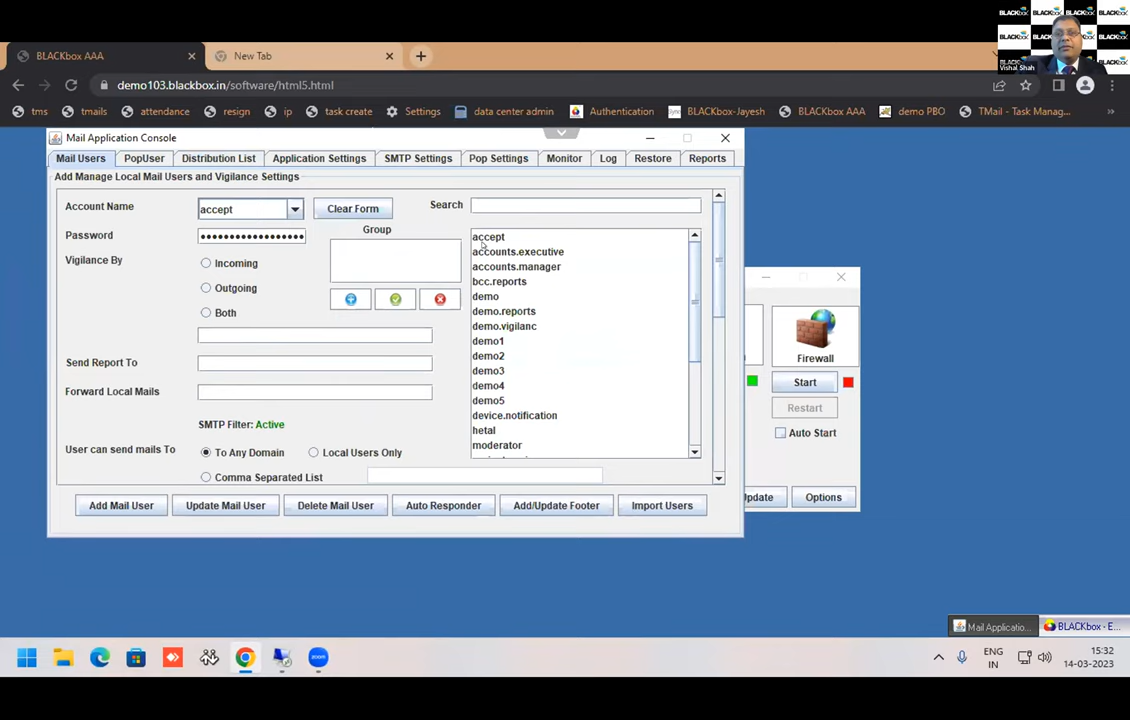 BLACKbox
BLACKbox
BLACKbox
BLACKbox
BLACKbox
BLACKbox
Vishal Shah
BLACKbox AAA
New Tab
demo103.blackbox.in/software/html5.html
tms
tmails
attendance
resign
ip
task create
Settings
data center admin
Authentication
BLACKbox-Jayesh
BLACKbox AAA
demo PBO
TMail - Task Manag...
Mail Application Console
Mail Users
PopUser
Distribution List
Application Settings
SMTP Settings
Pop Settings
Monitor
Log
Restore
Reports
Add Manage Local Mail Users and Vigilance Settings
Account Name
accept
Clear Form
Search
Password
Group
Vigilance By
Incoming
Outgoing
Both
Send Report To
Forward Local Mails
SMTP Filter: Active
User can send mails To
To Any Domain
Local Users Only
Comma Separated List
accept
accounts.executive
accounts.manager
bcc.reports
demo
demo.reports
demo.vigilanc
demo1
demo2
demo3
demo4
demo5
device.notification
hetal
moderator
Add Mail User
Update Mail User
Delete Mail User
Auto Responder
Add/Update Footer
Import Users
Firewall
Start
Restart
Auto Start
Update
Options
Mail Applicatio...
BLACKbox - E...
zoom
ENG
IN
15:32
14-03-2023